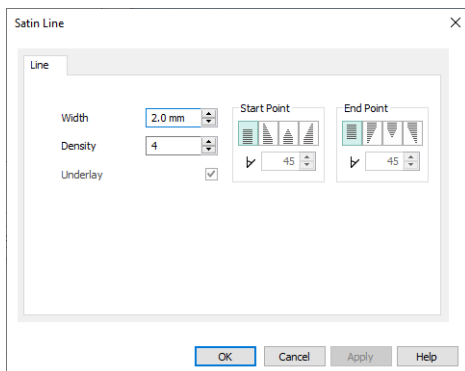 Satin Line
Line
Width 2.0 mm
Density 4
Underlay
Start Point
45
End Point
45
OK Cancel Apply Help